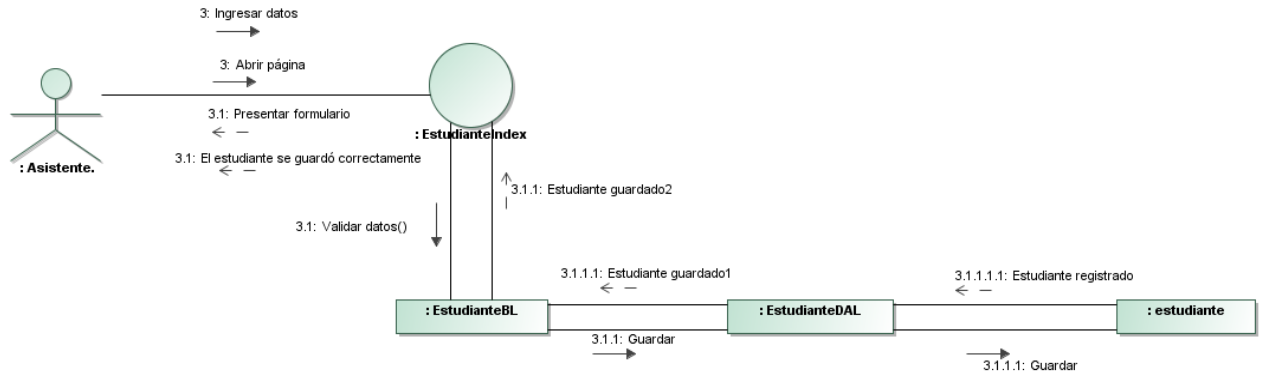 3: Ingresar datos
3: Abrir página
3.1: Presentar formulario
: EstudianteIndex
3.1: El estudiante se guardó correctamente
: Asistente.
3.1.1: Estudiante guardado2
3.1: Validar datos()
3.1.1.1: Estudiante guardado1
3.1.1.1.1: Estudiante registrado
: EstudianteBL
: EstudianteDAL
: estudiante
3.1.1: Guardar
3.1.1.1: Guardar